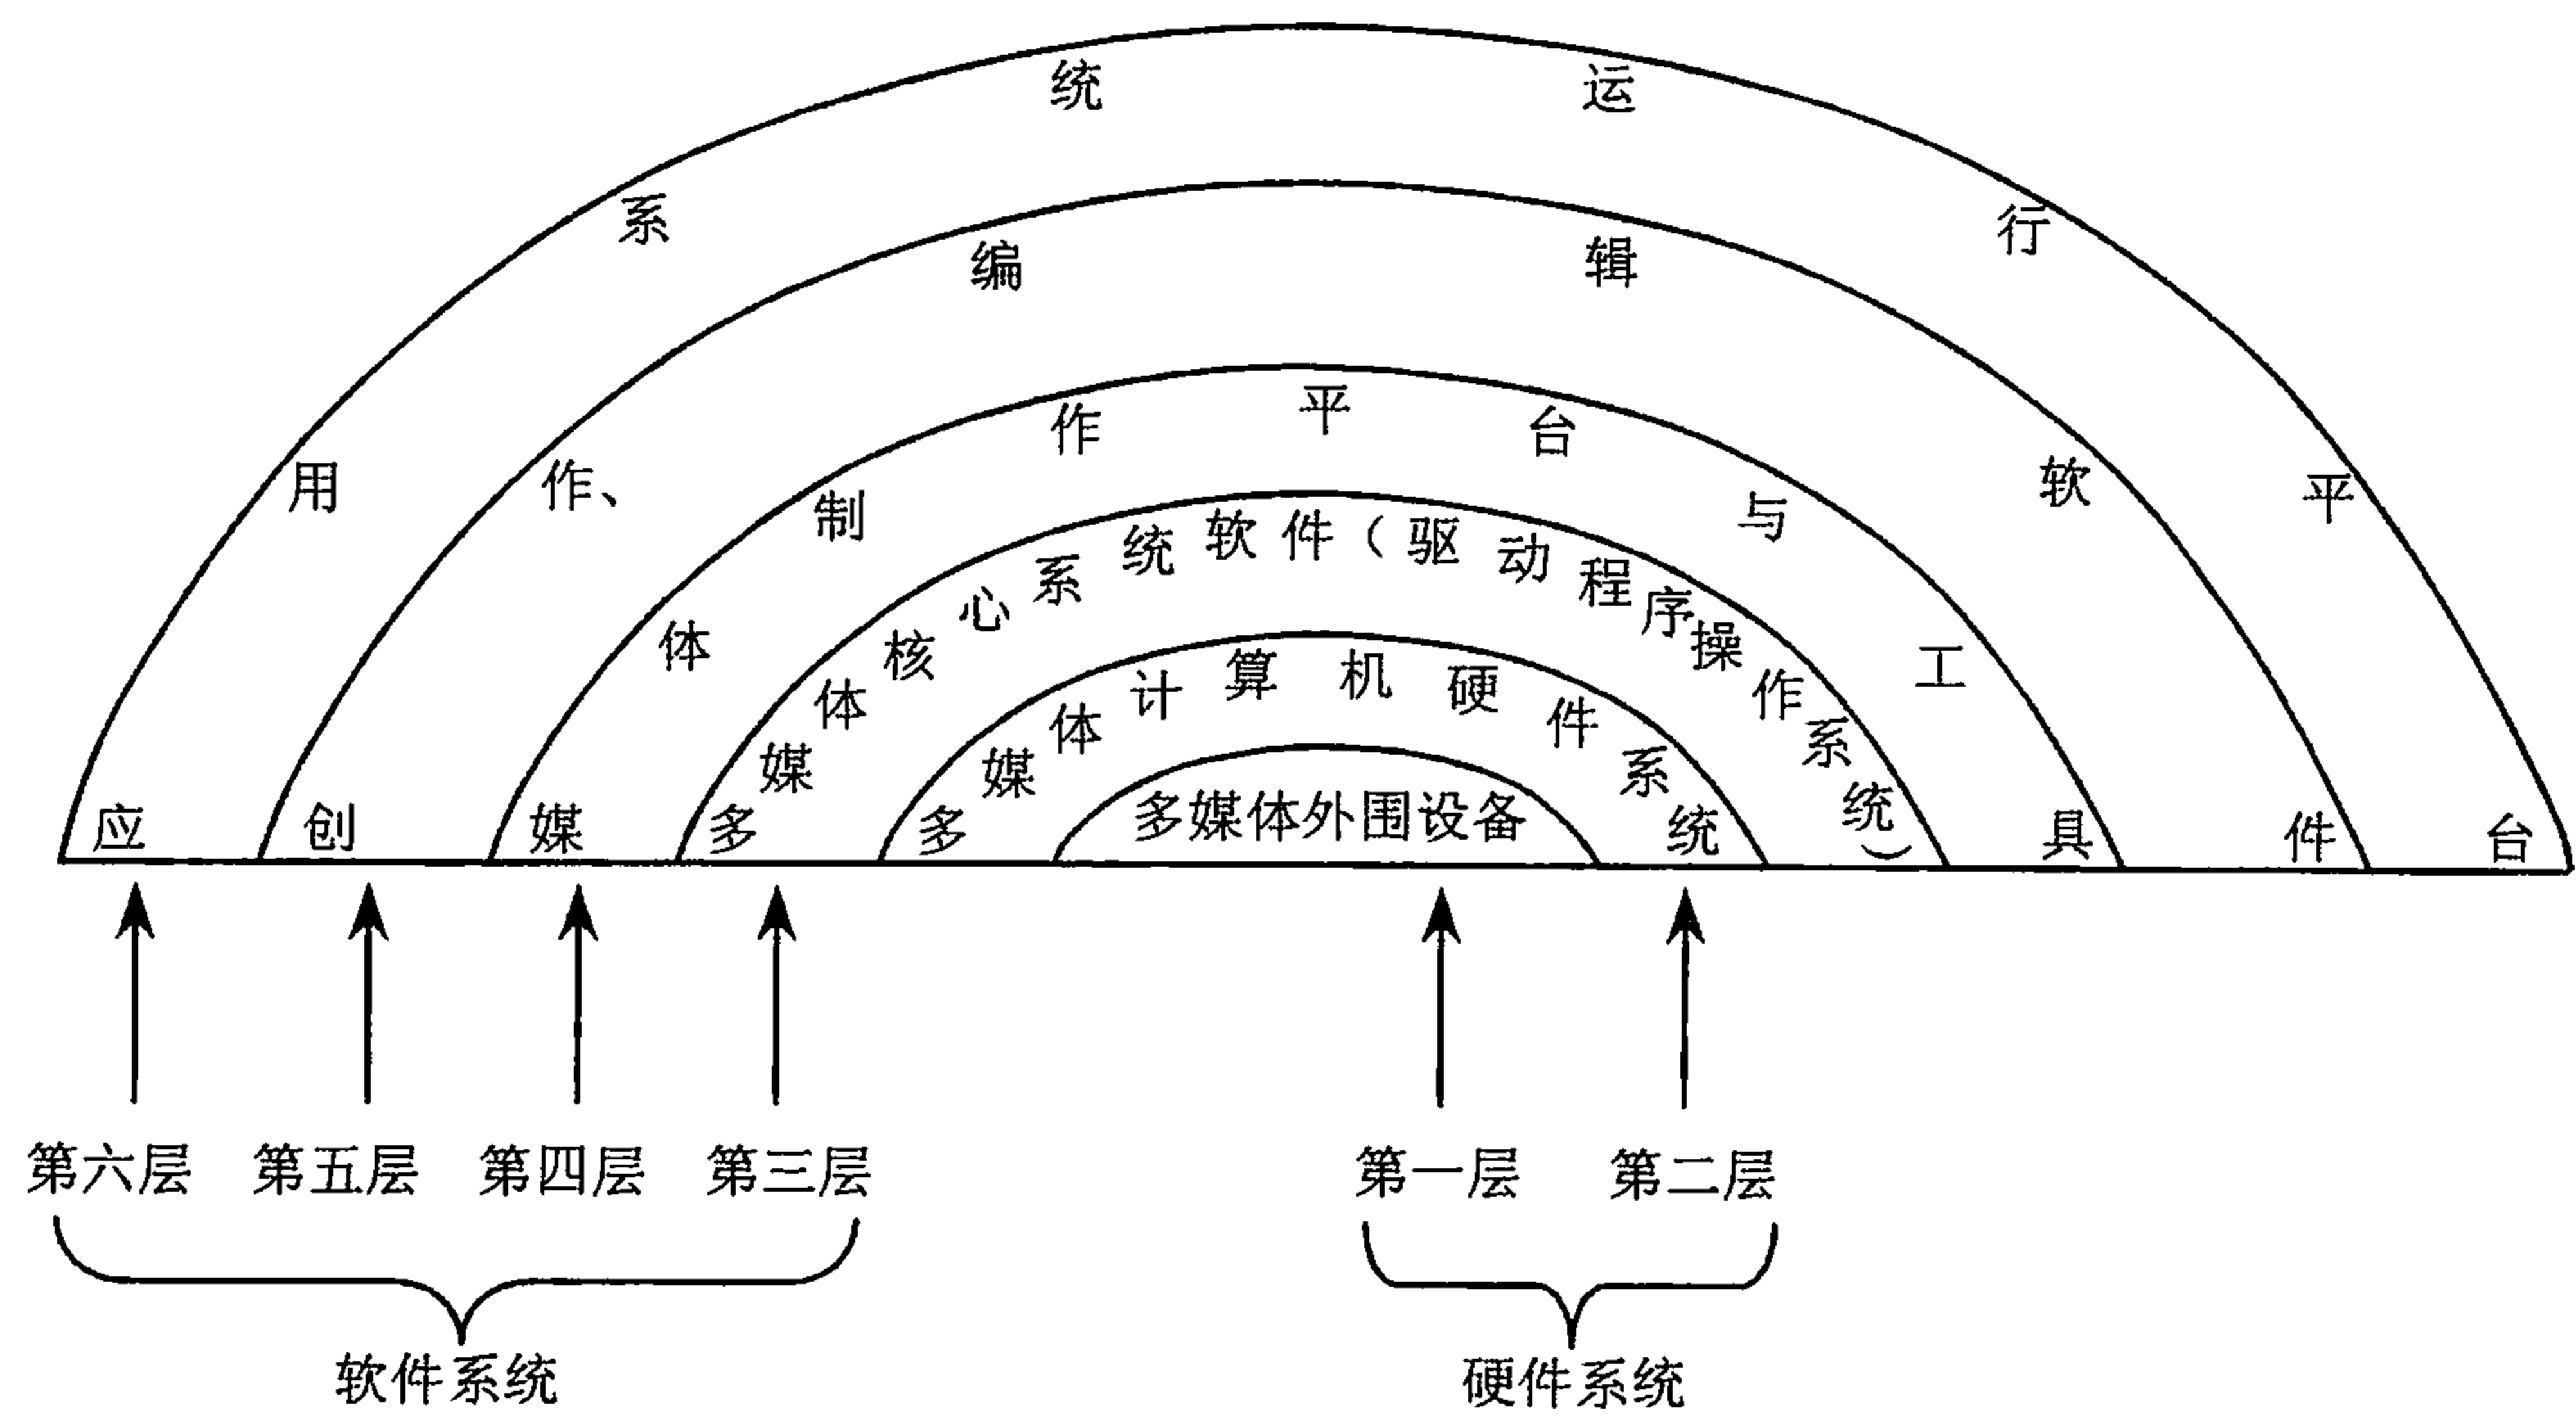 应用系统运行平台
创作、编辑软件
媒体制作平台与工具
多媒体核心系统软件(驱动程序操作系统)
多媒体计算机硬件系统
多媒体外围设备
第六层 第五层 第四层 第三层 第一层 第二层
软件系统 硬件系统